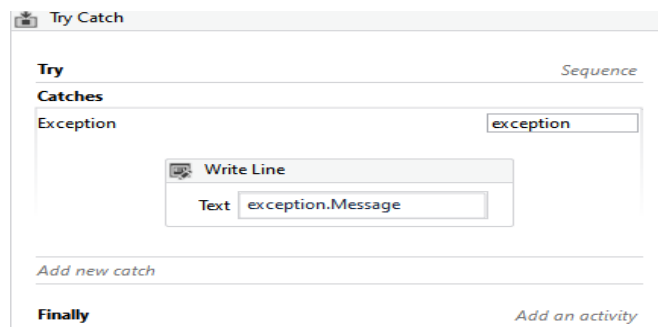 Try Catch
Try Sequence
Catches
Exception exception
Write Line
Text exception.Message
Add new catch
Finally Add an activity